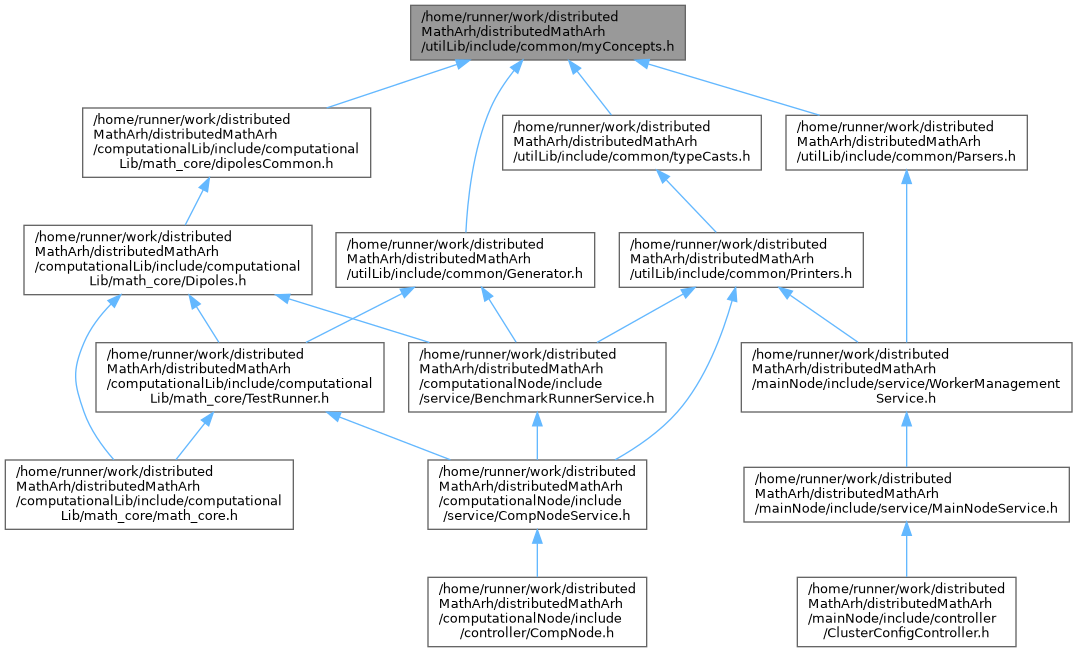 /home/runner/work/distributed
MathArh/distributedMathArh
/utilLib/include/common/myConcepts.h
/home/runner/work/distributed
MathArh/distributedMathArh
/computationalLib/include/computational
Lib/math_core/dipolesCommon.h
/home/runner/work/distributed
MathArh/distributedMathArh
/utilLib/include/common/typeCasts.h
/home/runner/work/distributed
MathArh/distributedMathArh
/utilLib/include/common/Parsers.h
/home/runner/work/distributed
MathArh/distributedMathArh
/computationalLib/include/computational
Lib/math_core/Dipoles.h
/home/runner/work/distributed
MathArh/distributedMathArh
/utilLib/include/common/Generator.h
/home/runner/work/distributed
MathArh/distributedMathArh
/utilLib/include/common/Printers.h
/home/runner/work/distributed
MathArh/distributedMathArh
/computationalLib/include/computational
Lib/math_core/TestRunner.h
/home/runner/work/distributed
MathArh/distributedMathArh
/computationalNode/include
/service/BenchmarkRunnerService.h
/home/runner/work/distributed
MathArh/distributedMathArh
/mainNode/include/service/WorkerManagement
Service.h
/home/runner/work/distributed
MathArh/distributedMathArh
/computationalLib/include/computational
Lib/math_core/math_core.h
/home/runner/work/distributed
MathArh/distributedMathArh
/computationalNode/include
/service/CompNodeService.h
/home/runner/work/distributed
MathArh/distributedMathArh
/mainNode/include/service/MainNodeService.h
/home/runner/work/distributed
MathArh/distributedMathArh
/computationalNode/include
/controller/CompNode.h
/home/runner/work/distributed
MathArh/distributedMathArh
/mainNode/include/controller
/ClusterConfigController.h